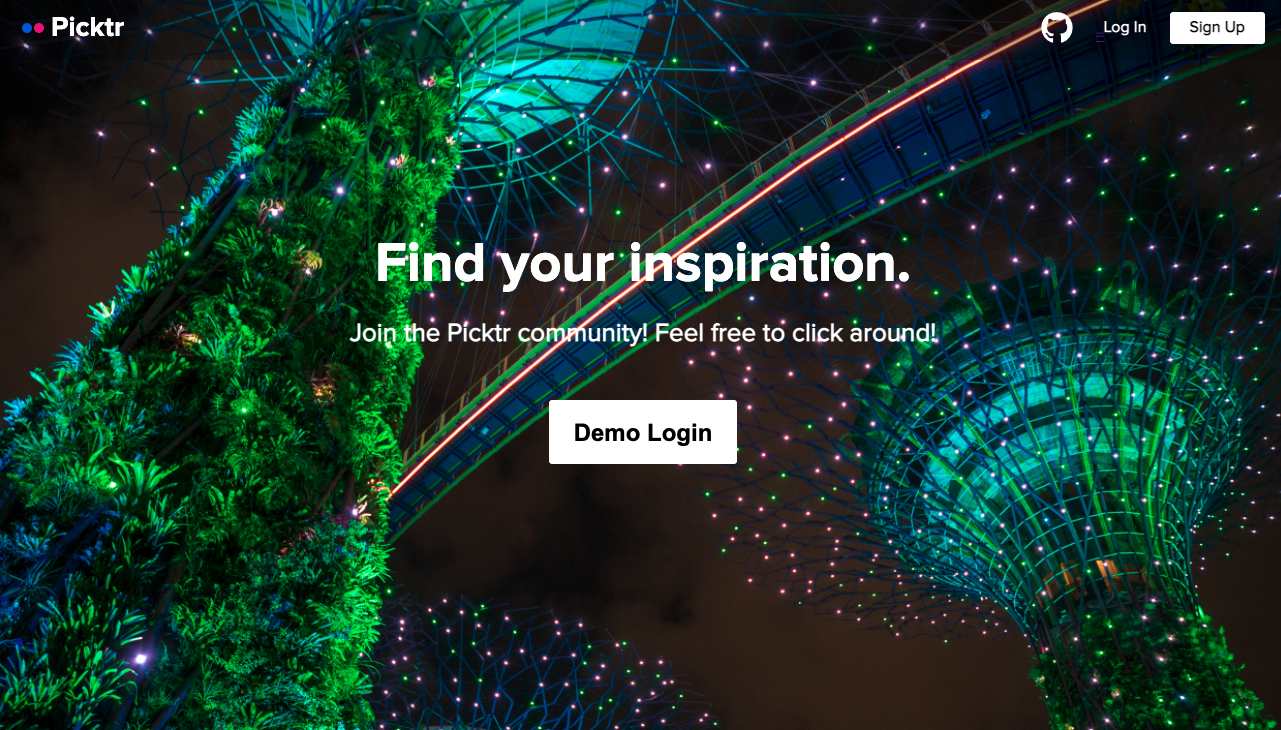 Picktr
Log In
Sign Up
Find your inspiration.
Join the Picktr community! Feel free to click around!
Demo Login